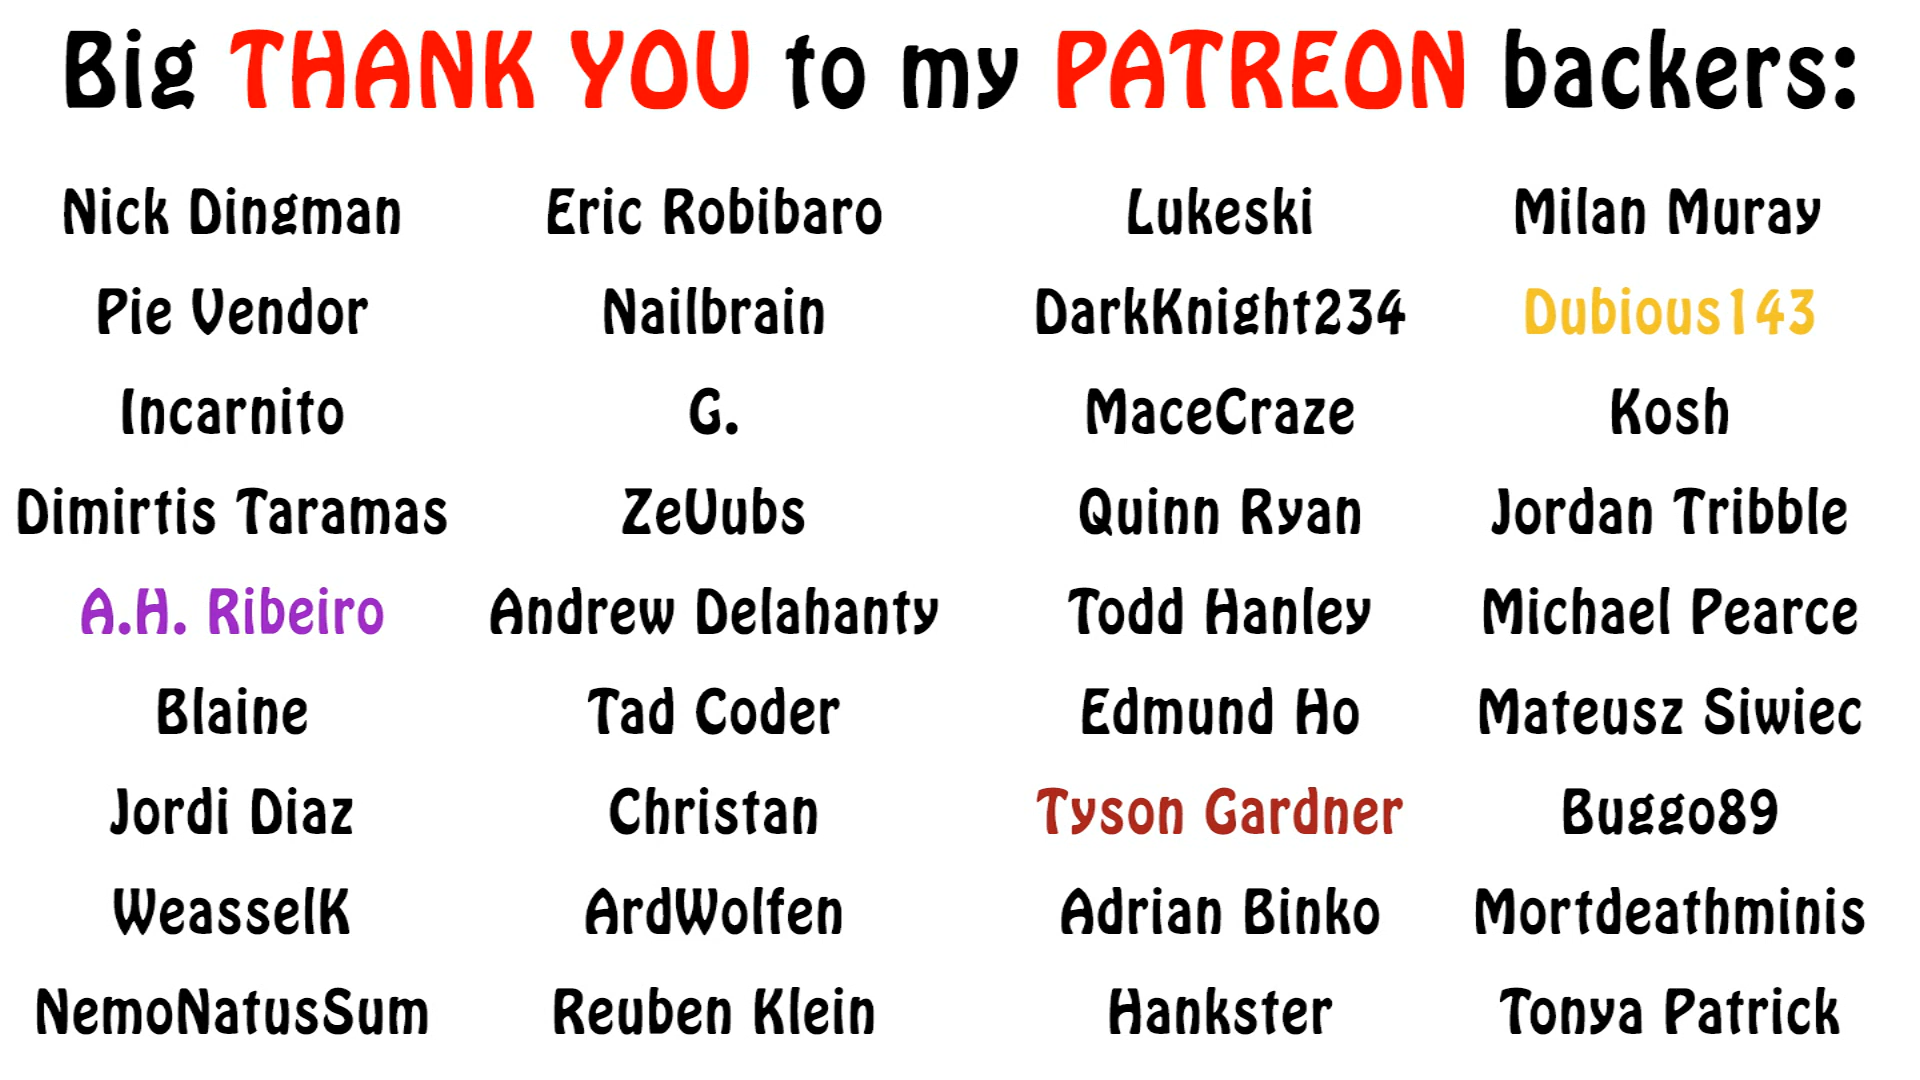 Big THANK YOU to my PATREON backers:
Nick Dingman Eric Robibaro Lukeski Milan Muray
Pie Vendor Nailbrain DarkKnight234 Dubious143
Incarnito G. MaceCraze Kosh
Dimirtis Taramas ZeUubs Quinn Ryan Jordan Tribble
A.H. Ribeiro Andrew Delahanty Todd Hanley Michael Pearce
Blaine Tad Coder Edmund Ho Mateusz Siwiec
Jordi Diaz Christan Tyson Gardner Buggo89
WeasselK ArdWolfen Adrian Binko Mortdeathminis
NemoNatusSum Reuben Klein Hankster Tonya Patrick